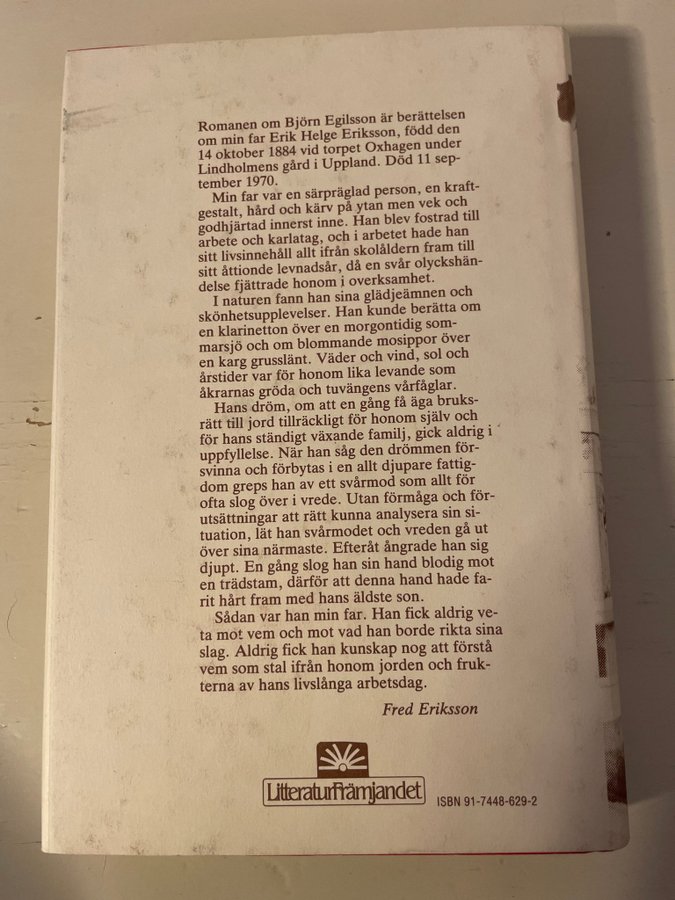 Romanen om Björn Egilsson är berättelsen
om min far Erik Helge Eriksson, född den
14 oktober 1884 vid torpet Oxhagen under
Lindholmens gård i Uppland. Död 11 sep-
tember 1970.
Min far var en särpräglad person, en kraft-
gestalt, hård och kärv på ytan men vek och
godhjärtad innerst inne. Han blev fostrad till
arbete och karlatag, och i arbetet hade han
sitt livsinnehåll allt ifrån skolåldern fram till
sitt åttionde levnadsår, då en svår olyckshän-
delse fjättrade honom i overksamhet.
I naturen fann han sina glädjeämnen och
skönhetsupplevelser. Han kunde berätta om
en klarinetton över en morgontidig som-
marsjö och om blommande mosippor över
en karg grusslänt. Väder och vind, sol och
årstider var för honom lika levande som
åkrarnas gröda och tuvängens vårfåglar.
Hans dröm, om att en gång få äga bruks-
rätt till jord tillräckligt för honom själv och
för hans ständigt växande familj, gick aldrig i
uppfyllelse. När han såg den drömmen för-
svinna och förbytas i en allt djupare fattig-
dom greps han av ett svårmod som allt för
ofta slog över i vrede. Utan förmåga och för-
utsättningar att rätt kunna analysera sin si-
tuation, lät han svårmodet och vreden gå ut
över sina närmaste. Efteråt ångrade han sig
djupt. En gång slog han sin hand blodig mot
en trädstam, därför att denna hand hade fa-
rit hårt fram med hans äldste son.
Sådan var han min far. Han fick aldrig ve-
ta mot vem och mot vad han borde rikta sina
slag. Aldrig fick han kunskap nog att förstå
vem som stal ifrån honom jorden och fruk-
terna av hans livslånga arbetsdag.
Fred Eriksson
LitteraturFrämjandet
ISBN 91-7448-629-2